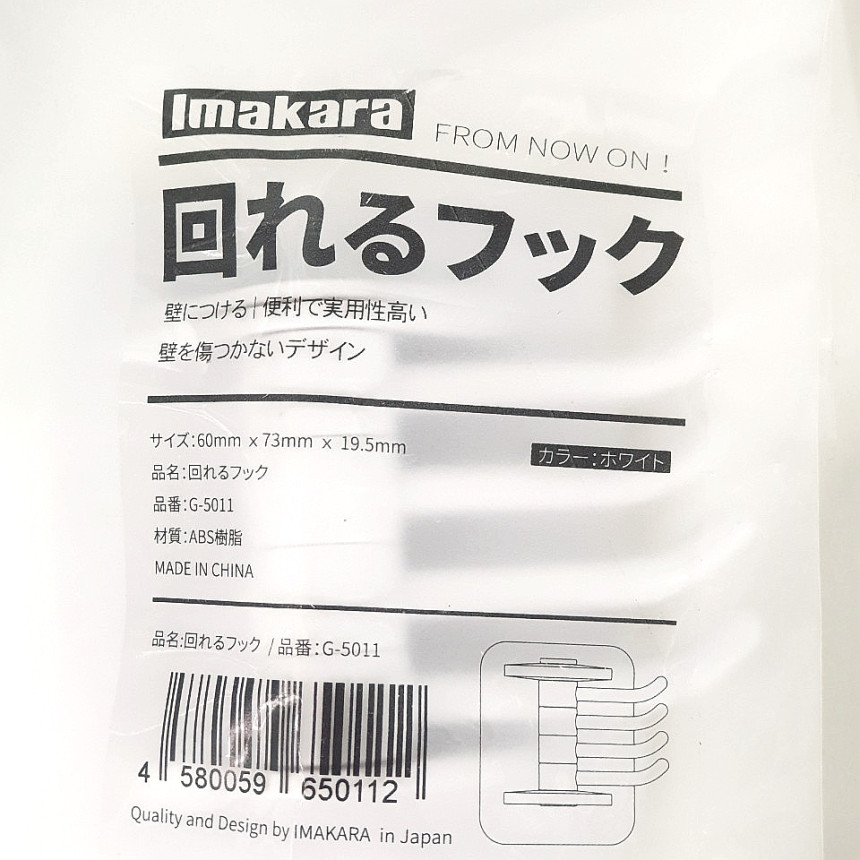 Imakara FROM NOW ON !
回れるフック
壁につける | 便利で実用性高い
壁を傷つかないデザイン
サイズ:60mm x 73mm × 19.5mm
カラー:ホワイト
品名:回れるフック
品番:G-5011
材質:ABS樹脂
MADE IN CHINA
品名:回れるフック / 品番:G-5011
4 580059 650112
Quality and Design by IMAKARA in Japan